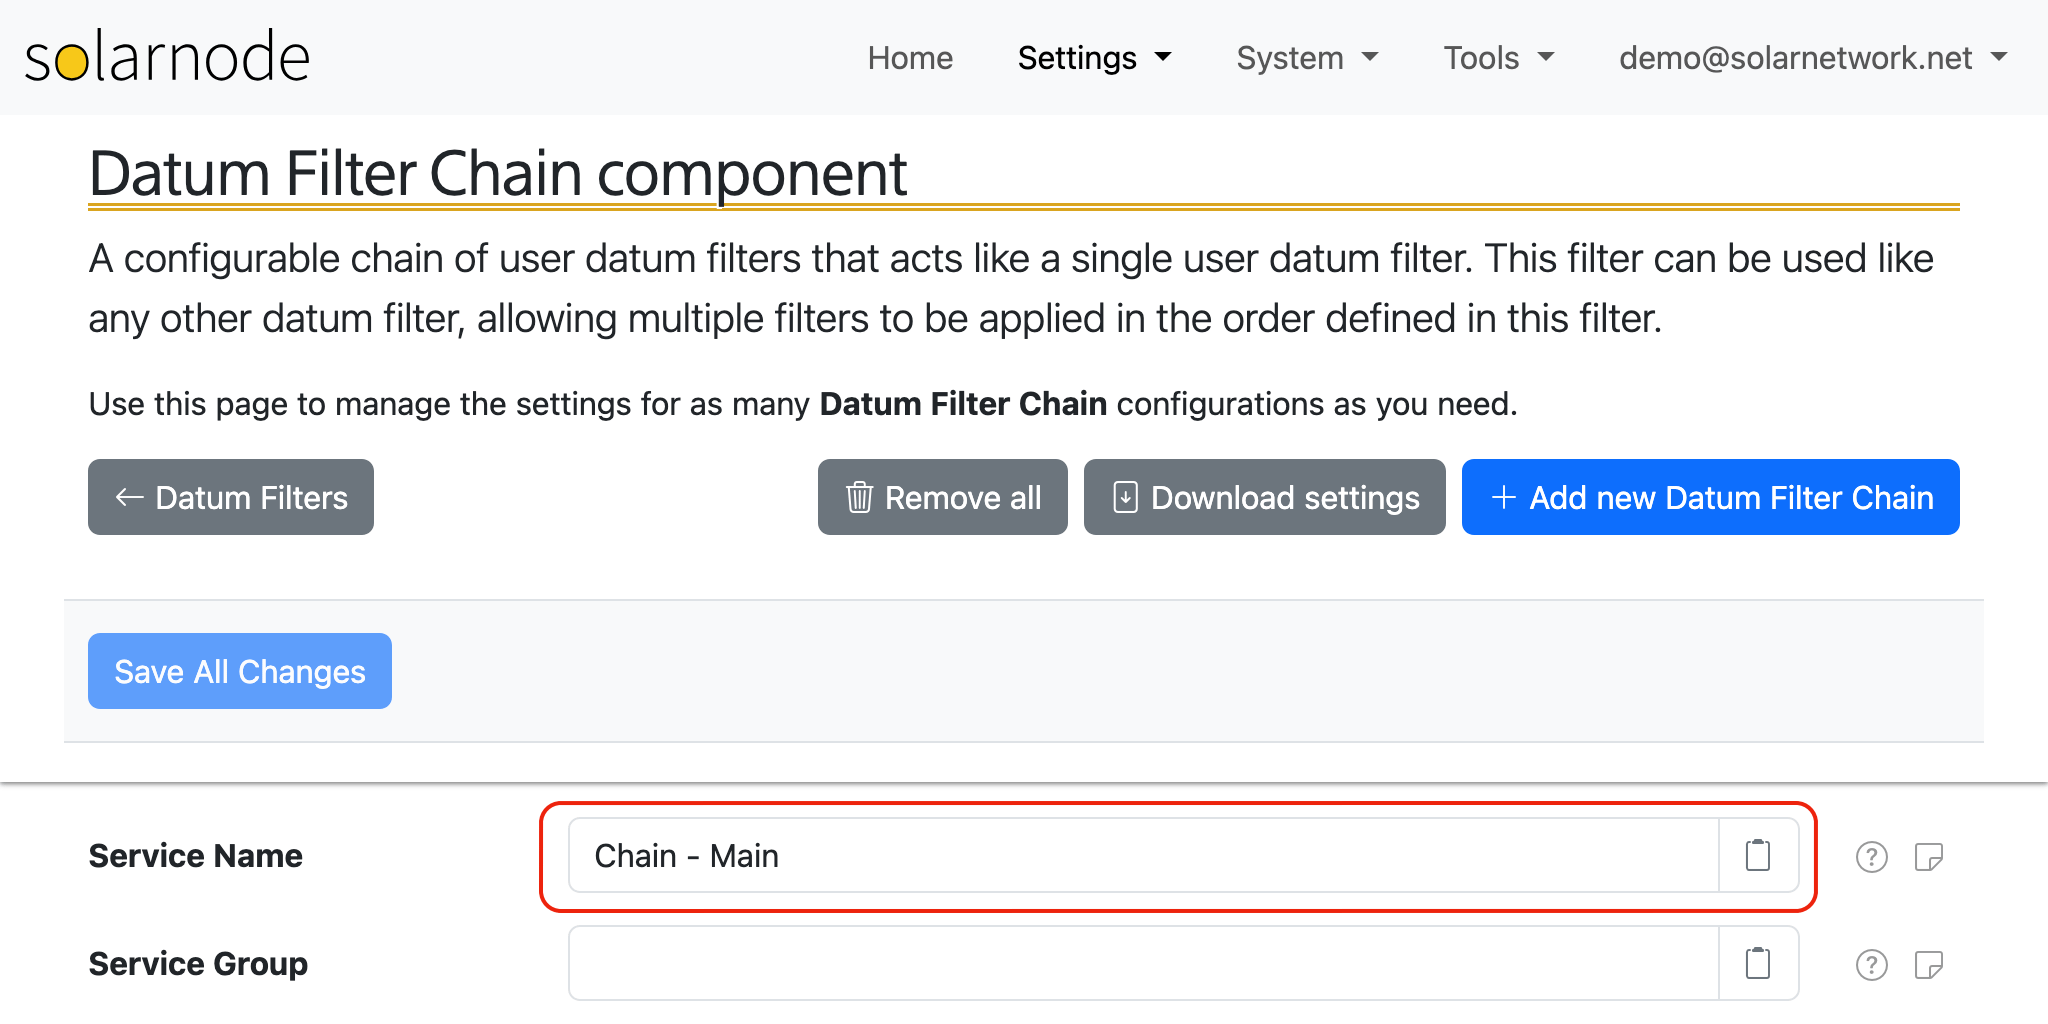 solarnode
Home Settings System Tools demo@solarnetwork.net
Datum Filter Chain component
A configurable chain of user datum filters that acts like a single user datum filter. This filter can be used like
any other datum filter, allowing multiple filters to be applied in the order defined in this filter.
Use this page to manage the settings for as many Datum Filter Chain configurations as you need.
← Datum Filters Remove all Download settings + Add new Datum Filter Chain
Save All Changes
Service Name Chain - Main ?
Service Group ?